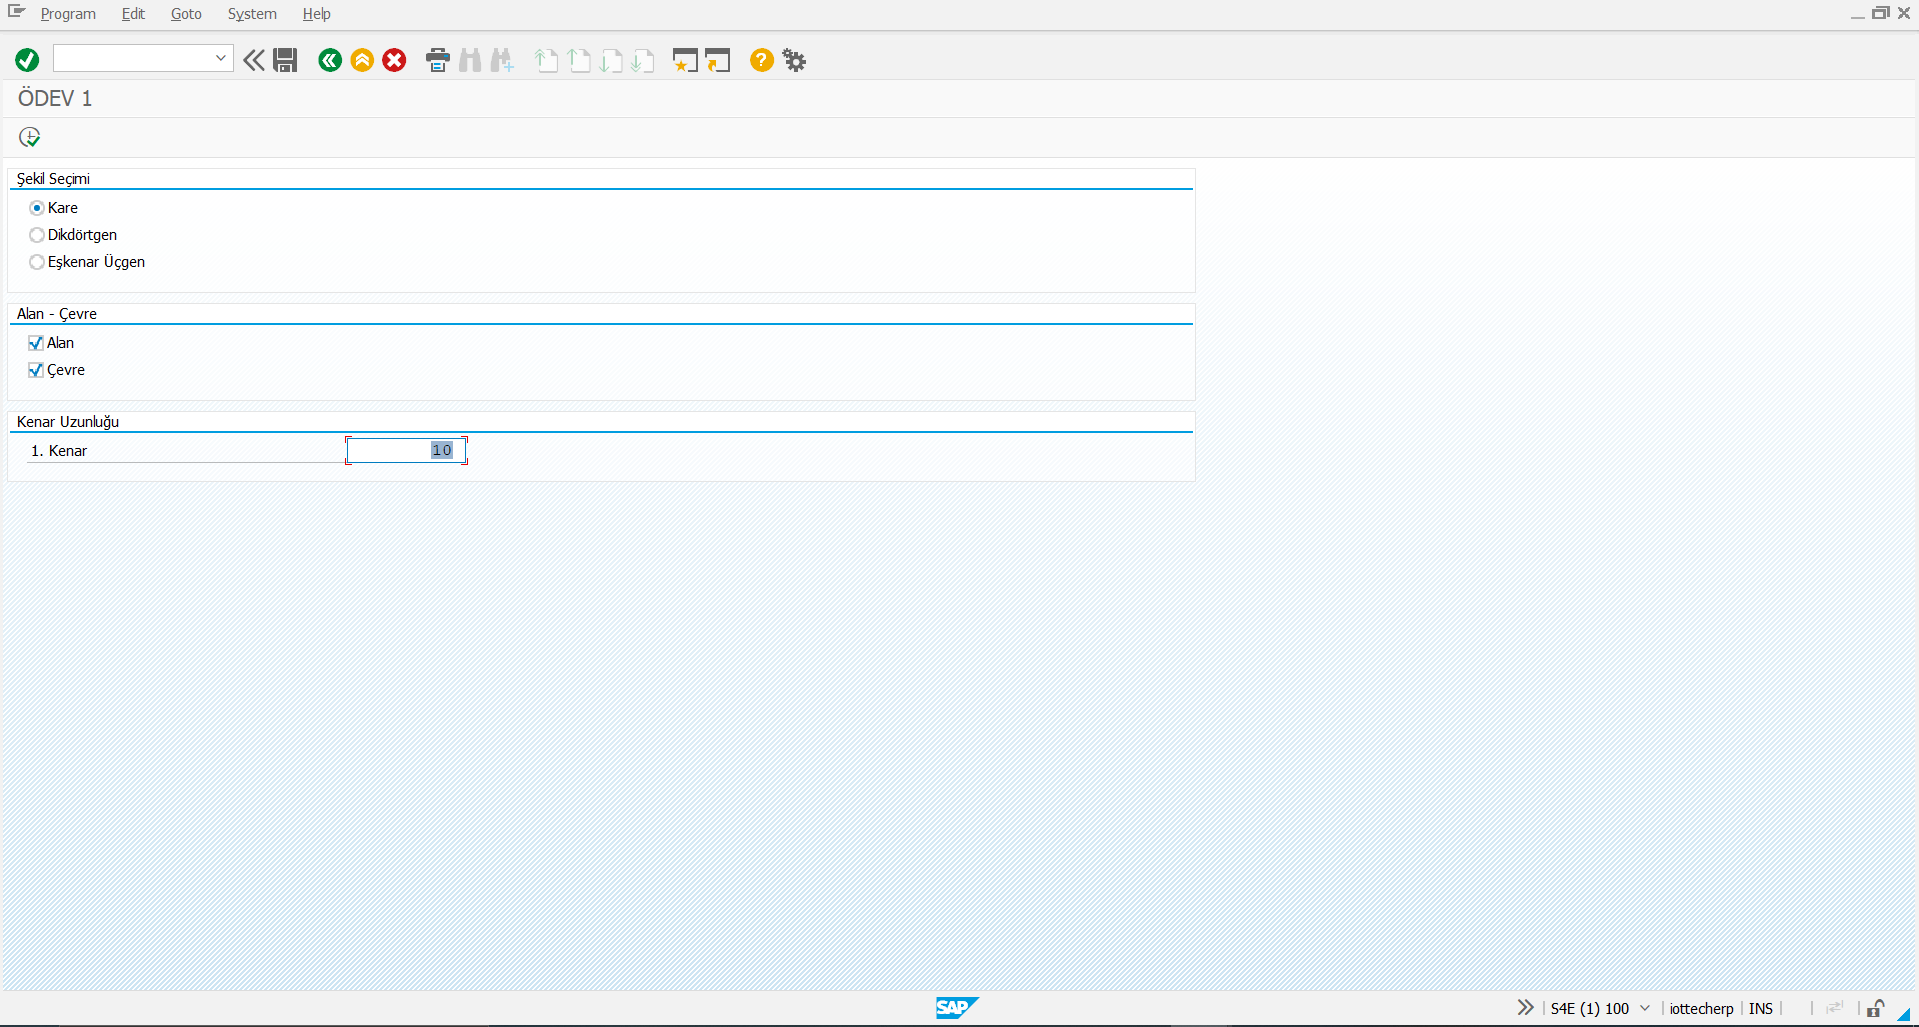 Program Edit Goto System Help
ÖDEV 1
Şekil Seçimi
Kare
Dikdörtgen
Eşkenar Üçgen
Alan - Çevre
Alan
Çevre
Kenar Uzunluğu
1. Kenar 10
SAP S4E (1) 100 iottecherp INS